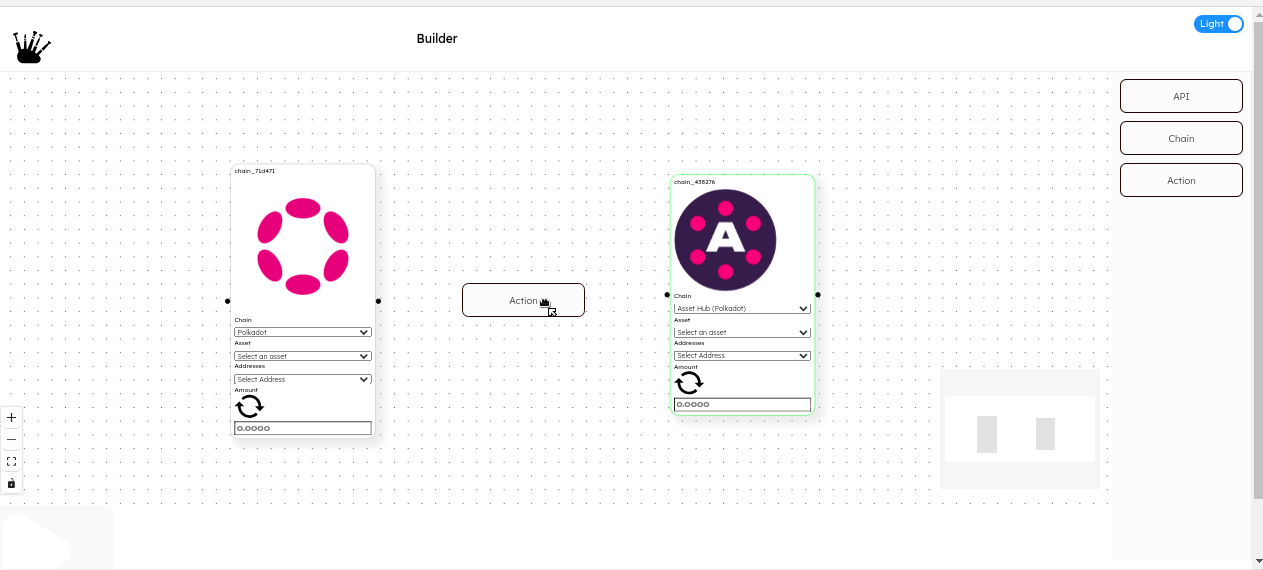 Light
Builder
API
Chain
Action
chain_71d471
Chain
Polkadot
Asset
Select an asset
Addresses
Select Address
Amount
0.0000
Action
chain_438276
A
Chain
Asset Hub (Polkadot)
Asset
Select an asset
Addresses
Select Address
Amount
0.0000